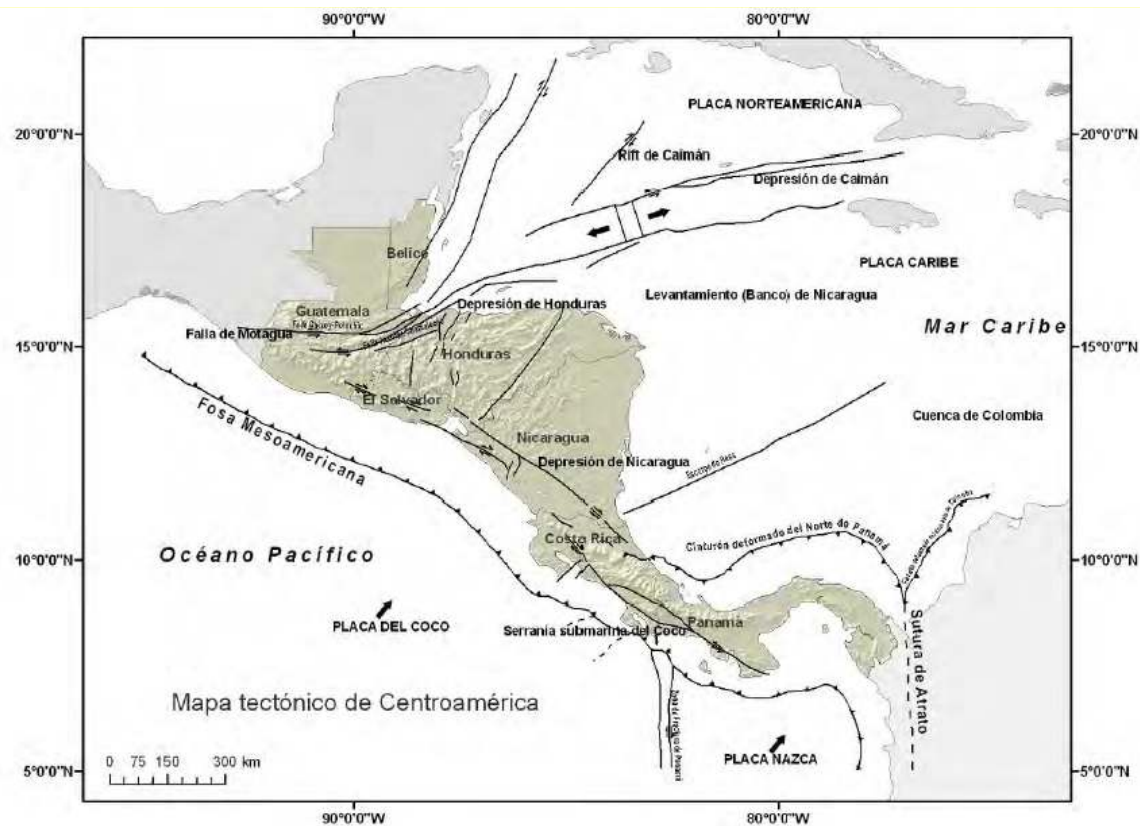 90°0'0"W
80°0'0"W
PLACA NORTEAMERICANA
20°0'0"N
20°0'0"N
Rift de Caimán
Depresión de Caimán
Belice
PLACA CARIBE
Levantamiento (Banco) de Nicaragua
Depresión de Honduras
Guatemala
Mar Caribe
Falla de Motagua
15°0'0"N
15°0'0"N
Honduras
El Salvador
Fosa Mesoamericana
Cuenca de Colombia
Nicaragua
Depresión de Nicaragua
Cinturón deformado del Norte de Panamá
Costa Rica
Océano Pacífico
10°0'0"N
10°0'0"N
PLACA DEL COCO
Serranía submarina del Coco
Panamá
Sutura de Atrato
Mapa tectónico de Centroamérica
PLACA NAZCA
0 75 150 300 km
5°0'0"N
5°0'0"N
90°0'0"W
80°0'0"W